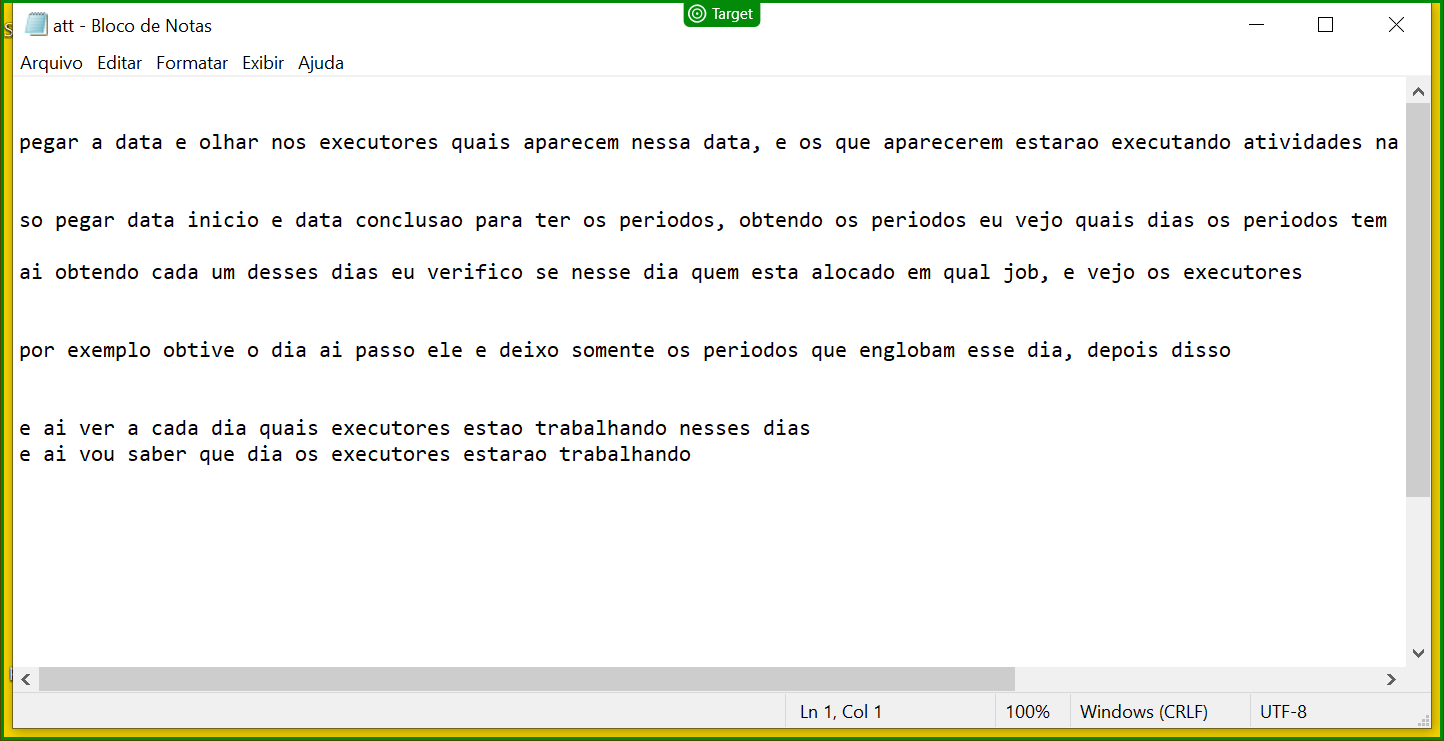 Target
att - Bloco de Notas
Arquivo Editar Formatar Exibir Ajuda
pegar a data e olhar nos executores quais aparecem nessa data, e os que aparecerem estarao executando atividades na
so pegar data inicio e data conclusao para ter os periodos, obtendo os periodos eu vejo quais dias os periodos tem
ai obtendo cada um desses dias eu verifico se nesse dia quem esta alocado em qual job, e vejo os executores
por exemplo obtive o dia ai passo ele e deixo somente os periodos que englobam esse dia, depois disso
e ai ver a cada dia quais executores estao trabalhando nesses dias
e ai vou saber que dia os executores estarao trabalhando
Ln 1, Col 1 100% Windows (CRLF) UTF-8